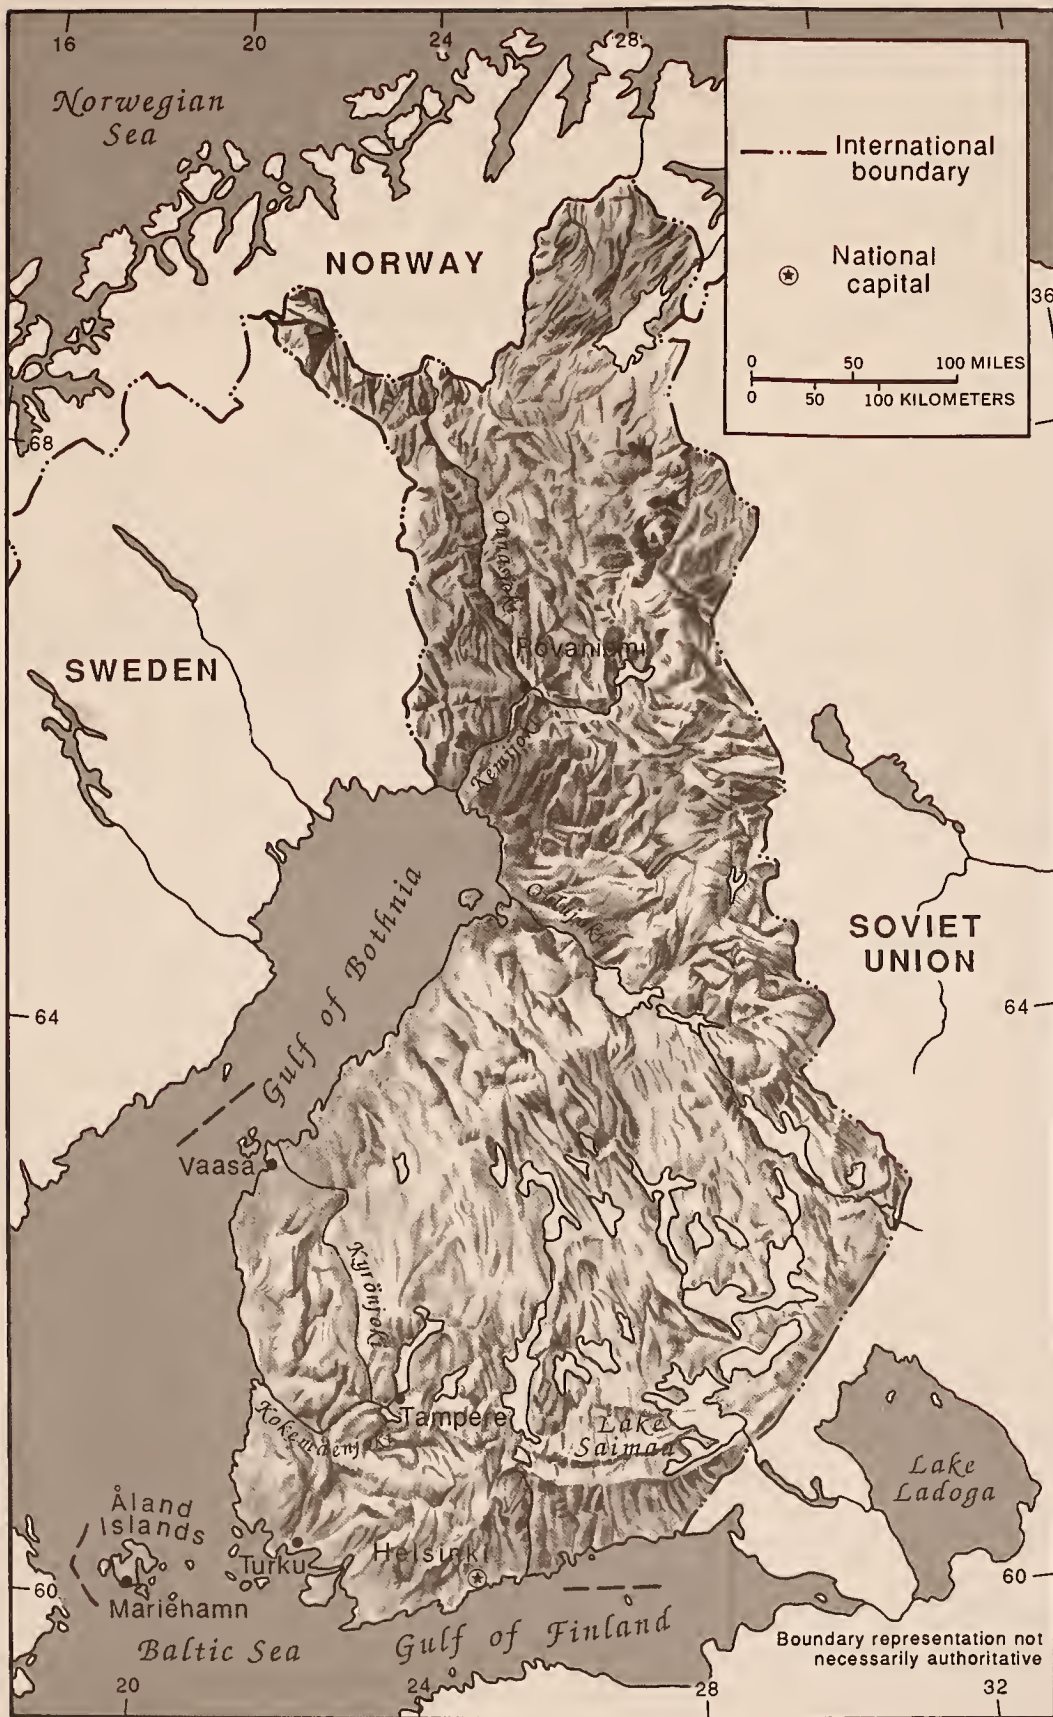 16 20 24 28
Norwegian
Sea
International
boundary
National
capital
0 50 100 MILES
0 50 100 KILOMETERS
36
NORWAY
68
Ounasjoki
Rovaniemi
SWEDEN
Kemijoki
Oulujoki
SOVIET
UNION
Gulf of Bothnia
64 64
Vaasa
Kyrönjoki
Tampere
Kokemäenjoki
Lake
Saimaa
Lake
Ladoga
Åland
Islands
Turku
Helsinki
60 60
Mariehamn
Baltic Sea
Gulf of Finland
Boundary representation not
necessarily authoritative
20 24 28 32